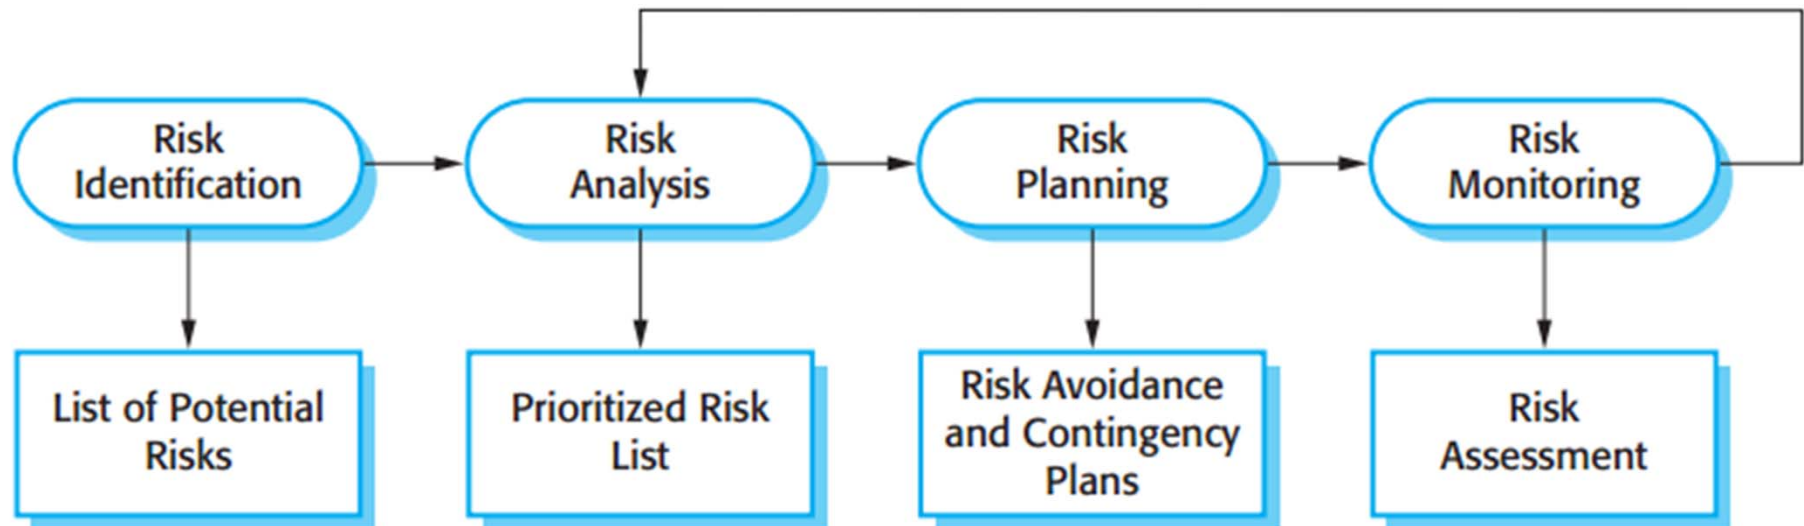 Risk
Identification
Risk
Analysis
Risk
Planning
Risk
Monitoring
List of Potential
Risks
Prioritized Risk
List
Risk Avoidance
and Contingency
Plans
Risk
Assessment